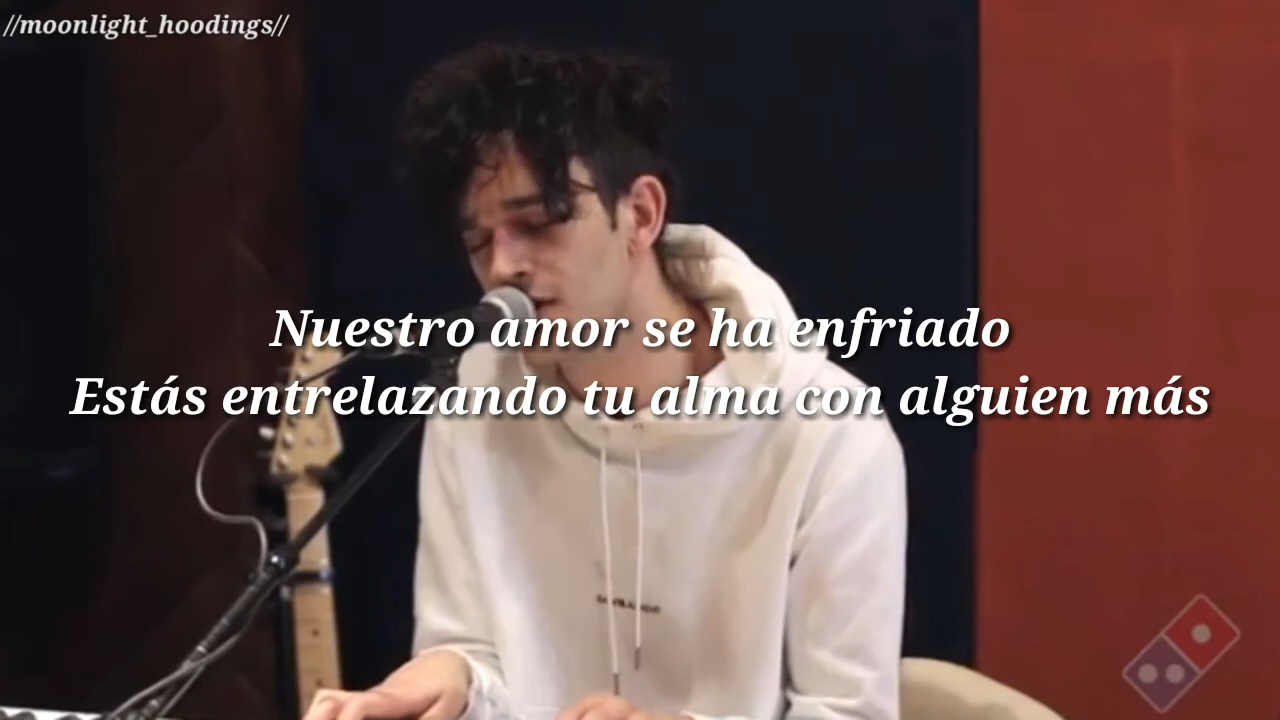 //moonlight_hoodings//
Nuestro amor se ha enfriado
Estás entrelazando tu alma con alguien más